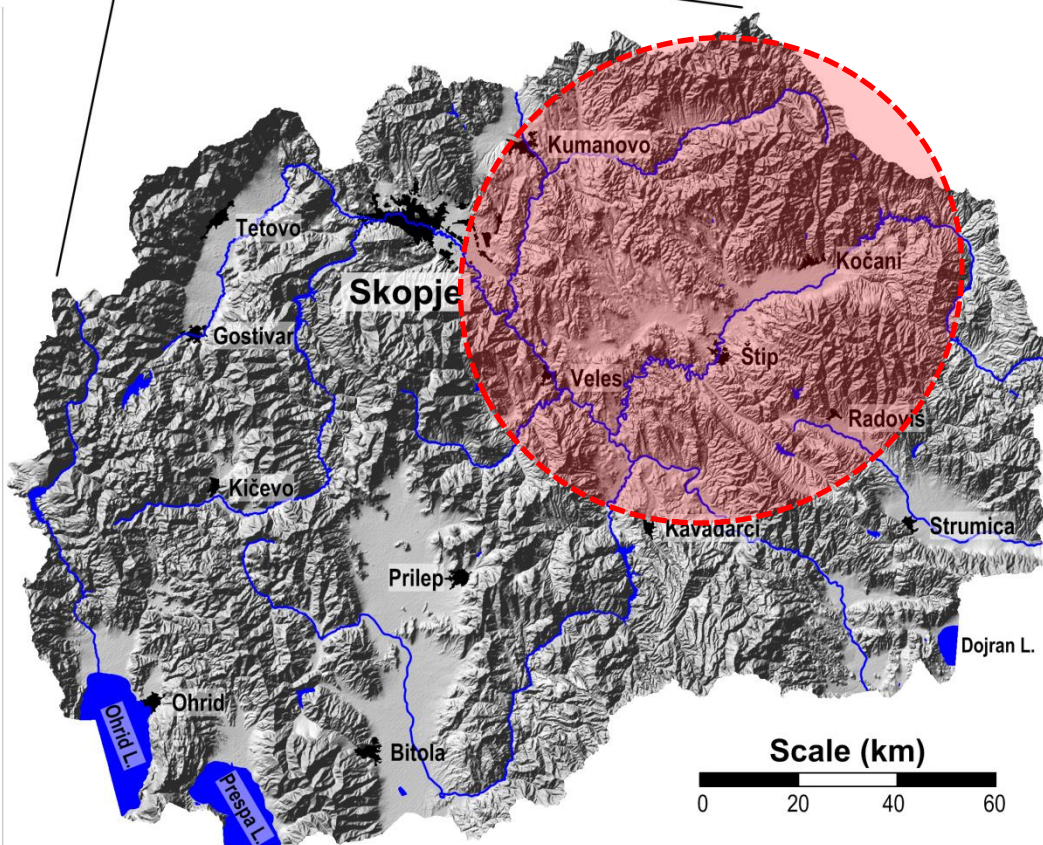 Kumanovo
Tetovo
Kočani
Skopje
Gostivar
Štip
Veles
Radoviš
Kičevo
Strumica
Kavadarci
Prilep
Dojran L.
Ohrid
Ohrid L.
Bitola
Prespa L.
Scale (km)
0 20 40 60